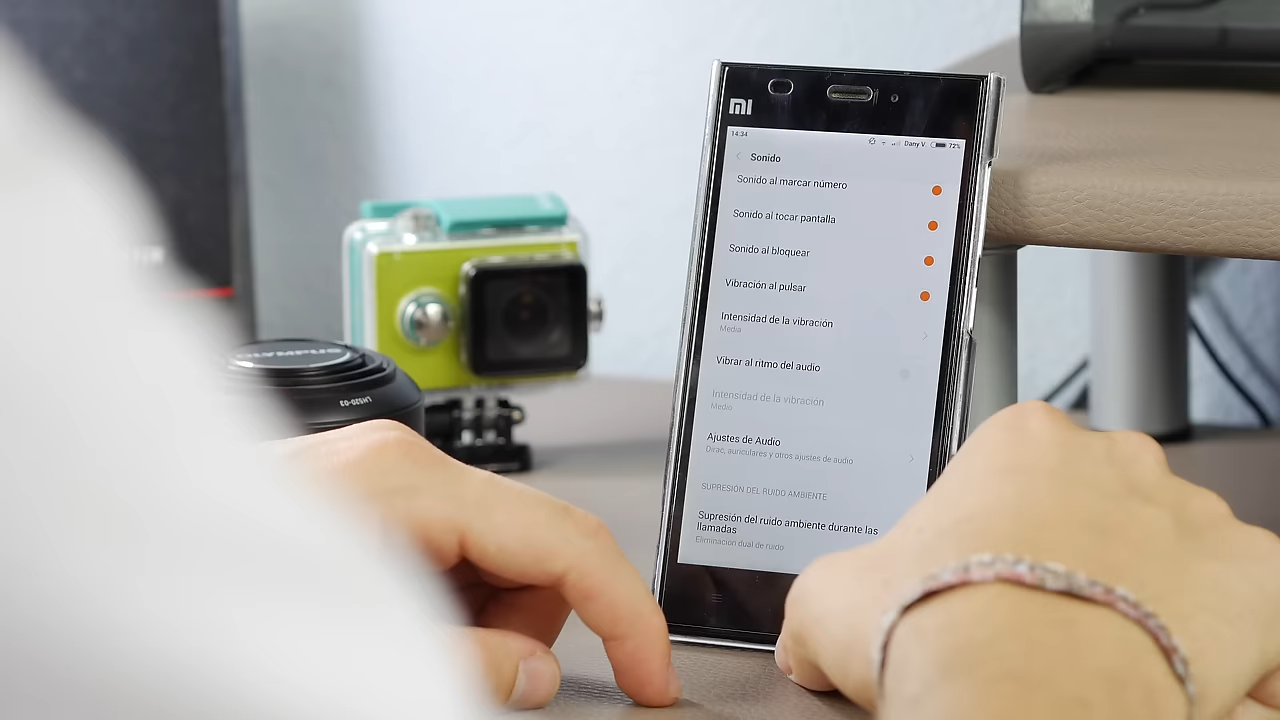 mi
14:34
Dany V 72%
Sonido
Sonido al marcar número
Sonido al tocar pantalla
Sonido al bloquear
Vibración al pulsar
Intensidad de la vibración
Media
Vibrar al ritmo del audio
Intensidad de la vibración
Medio
Ajustes de Audio
Dirac, auriculares y otros ajustes de audio
SUPRESIÓN DEL RUIDO AMBIENTE
Supresión del ruido ambiente durante las
llamadas
Eliminación dual de ruido
OLYMPUS
LH520-03